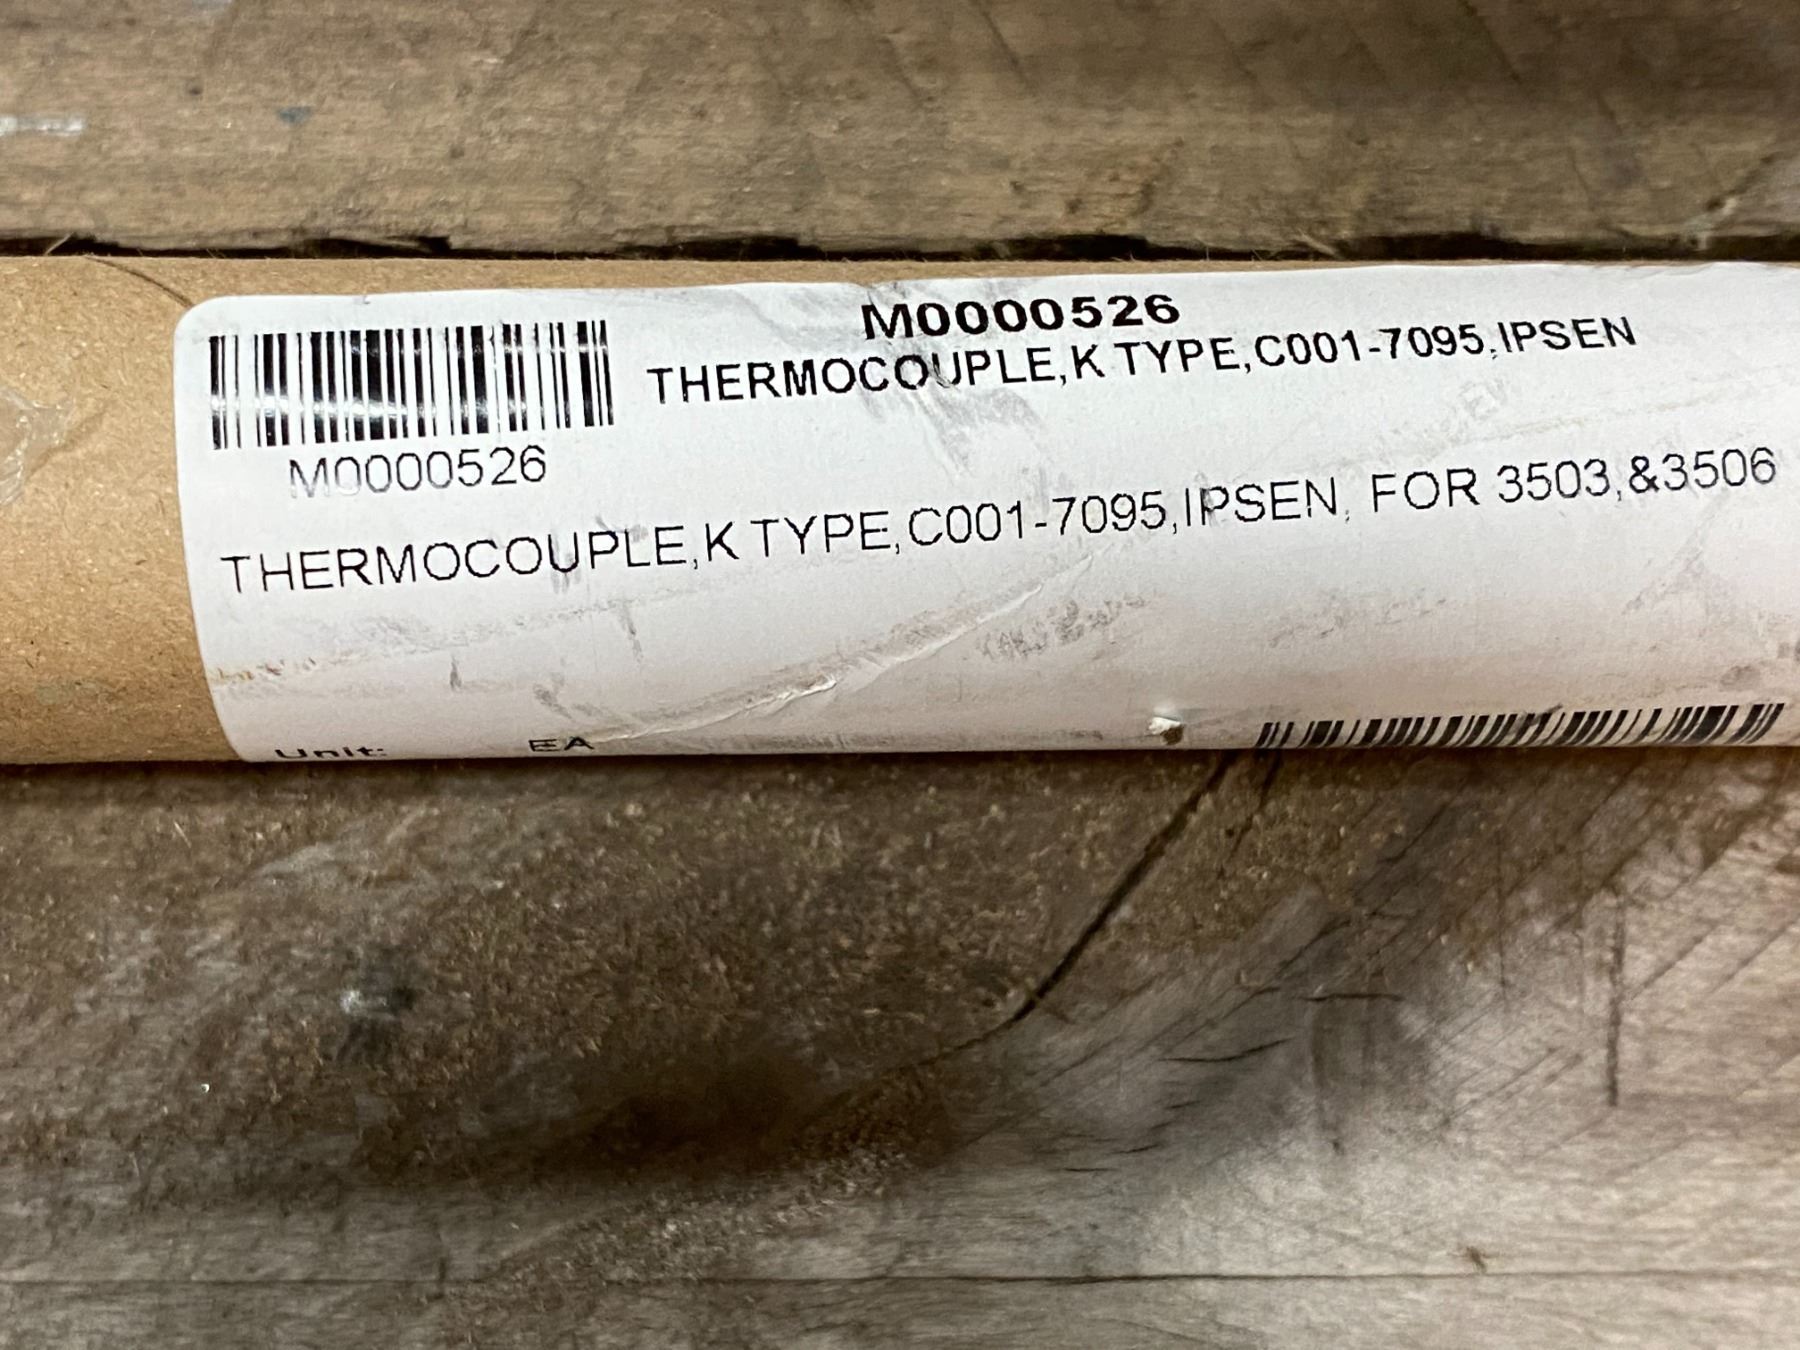 M0000526
THERMOCOUPLE,K TYPE,C001-7095,IPSEN
M0000526
THERMOCOUPLE,K TYPE,C001-7095,IPSEN, FOR 3503,&3506
Unit: EA